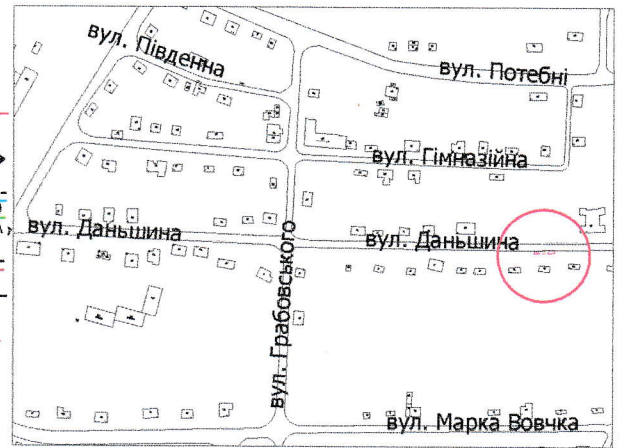 вул. Південна
вул. Потебні
вул. Гімназійна
вул. Даньшина
вул. Даньшина
вул. Грабовського
вул. Марка Вовчка